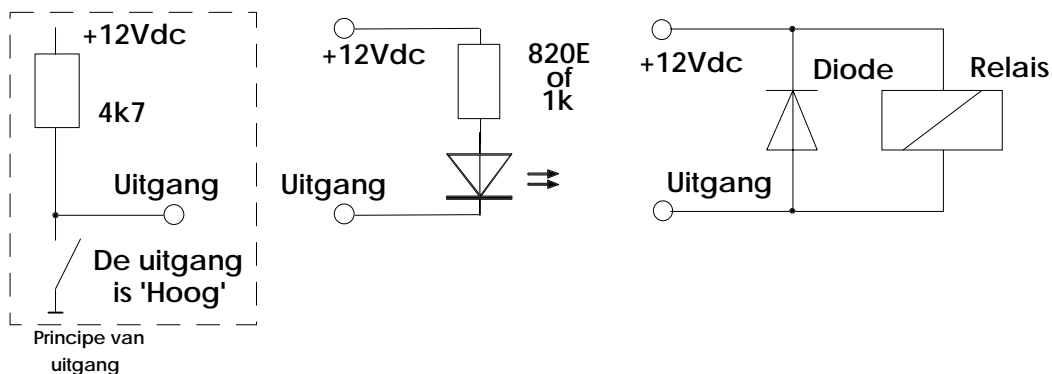 +12Vdc
4k7
Uitgang
De uitgang
is 'Hoog'
Principe van
uitgang
+12Vdc
820E
of
1k
Uitgang
+12Vdc
Diode
Relais
Uitgang